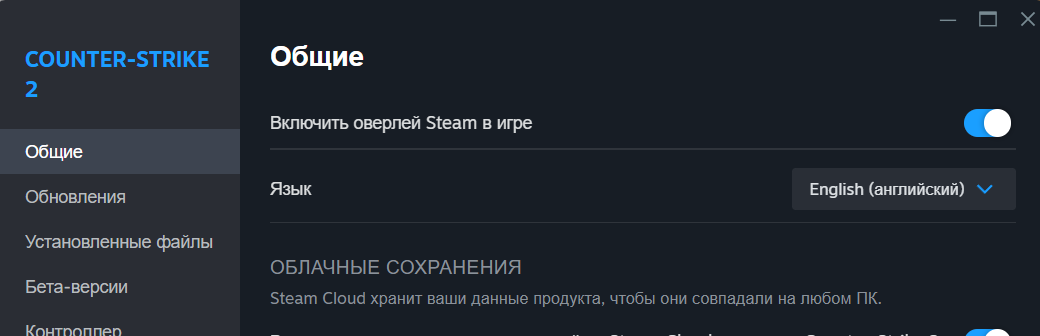 COUNTER-STRIKE
2
Общие
Обновления
Установленные файлы
Бета-версии
Контроллер
Общие
Включить оверлей Steam в игре
Язык
English (английский)
ОБЛАЧНЫЕ СОХРАНЕНИЯ
Steam Cloud хранит ваши данные продукта, чтобы они совпадали на любом ПК.